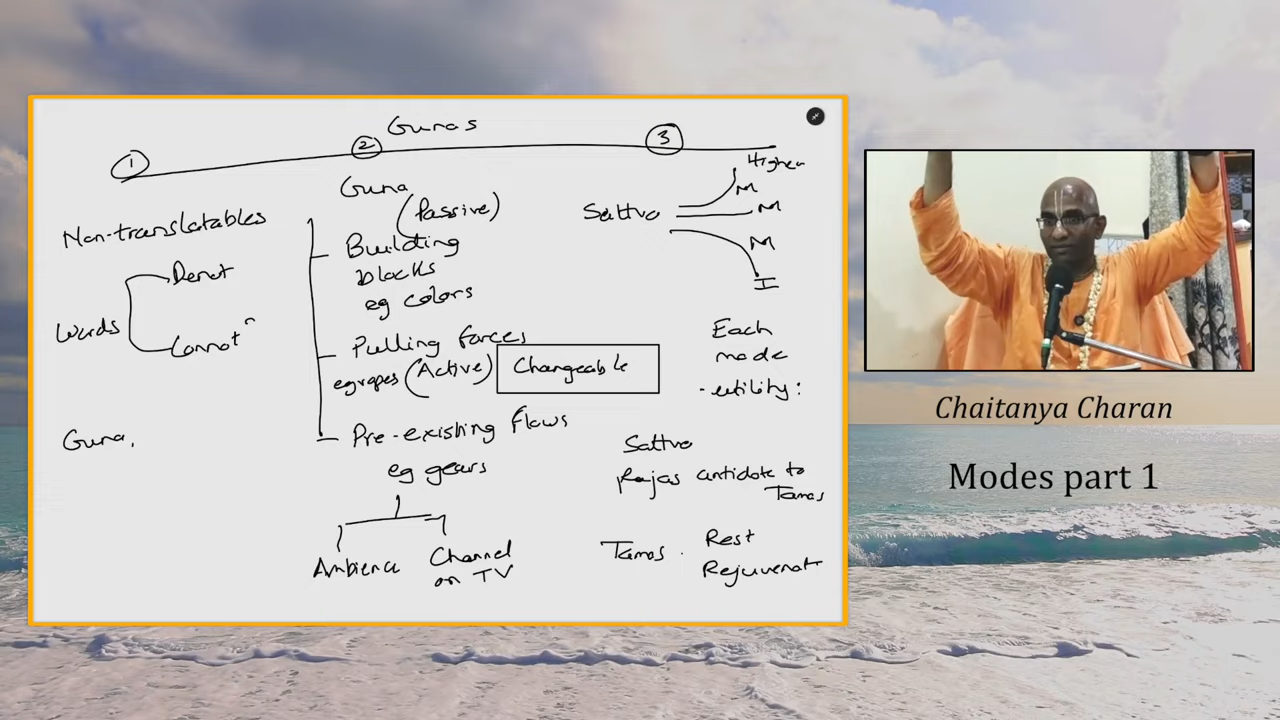 Gunas
1
2
3
Non-translatables
Words
Denot
Connotⁿ
Guna.
Guna
(Passive)
Building
blocks
eg colors
Pulling forces
eg ropes (Active)
Changeable
Pre-existing flows
eg gears
Ambience
Channel
on TV
Higher
Sattva
M
M
M
I
Each
mode
- utility:
Sattva
Rajas antidote to
Tamas
Tamas.
Rest
Rejuvenat
Chaitanya Charan
Modes part 1